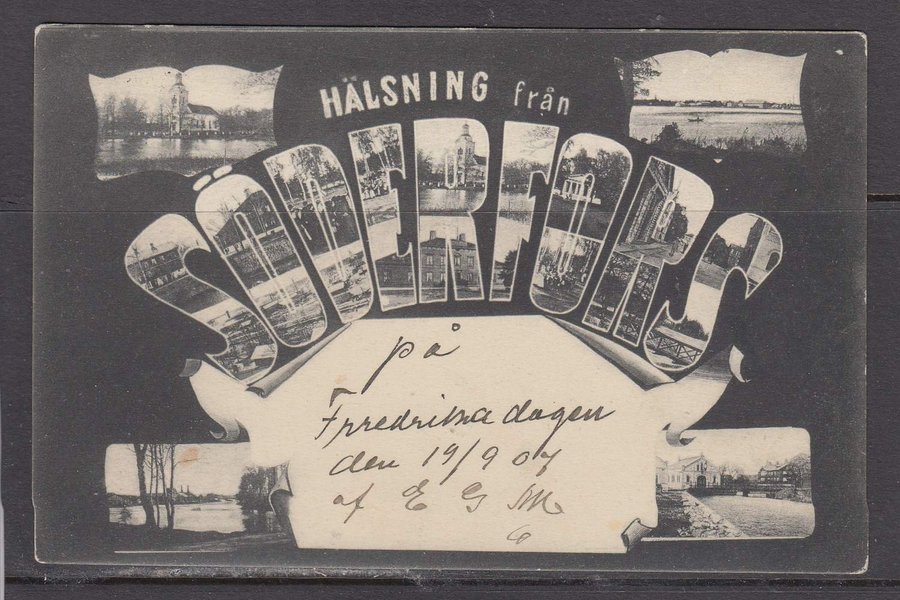 HÄLSNING från
SÖDERFORS
på
Fredrika dagen
den 19/9 07
af E G M